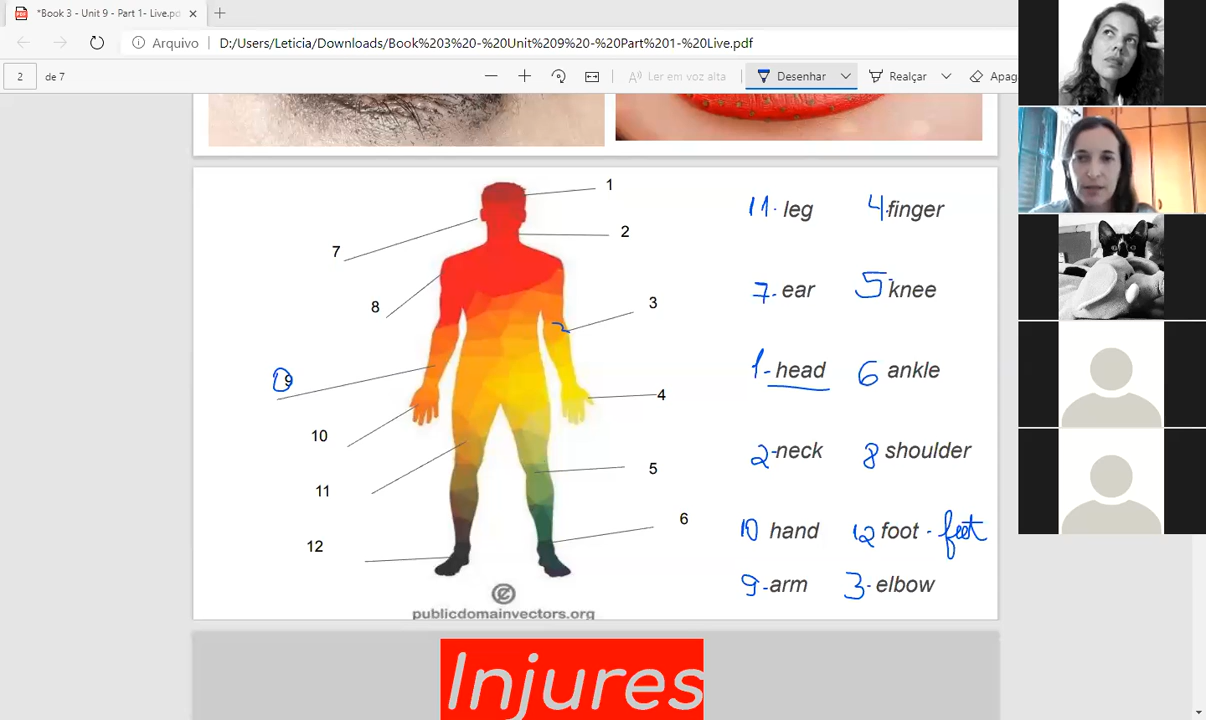 *Book 3 - Unit 9 - Part 1- Live.pd
Arquivo D:/Users/Leticia/Downloads/Book%203%20-%20Unit%209%20-%20Part%201-%20Live.pdf
2 de 7 Ler em voz alta Desenhar Realçar Apag
1
2
7
8
3
9
4
10
11
5
6
12
11. leg 4. finger
7. ear 5. knee
1- head 6 ankle
2-neck 8 shoulder
10 hand 12 foot - feet
9-arm 3- elbow
publicdomainvectors.org
Injures